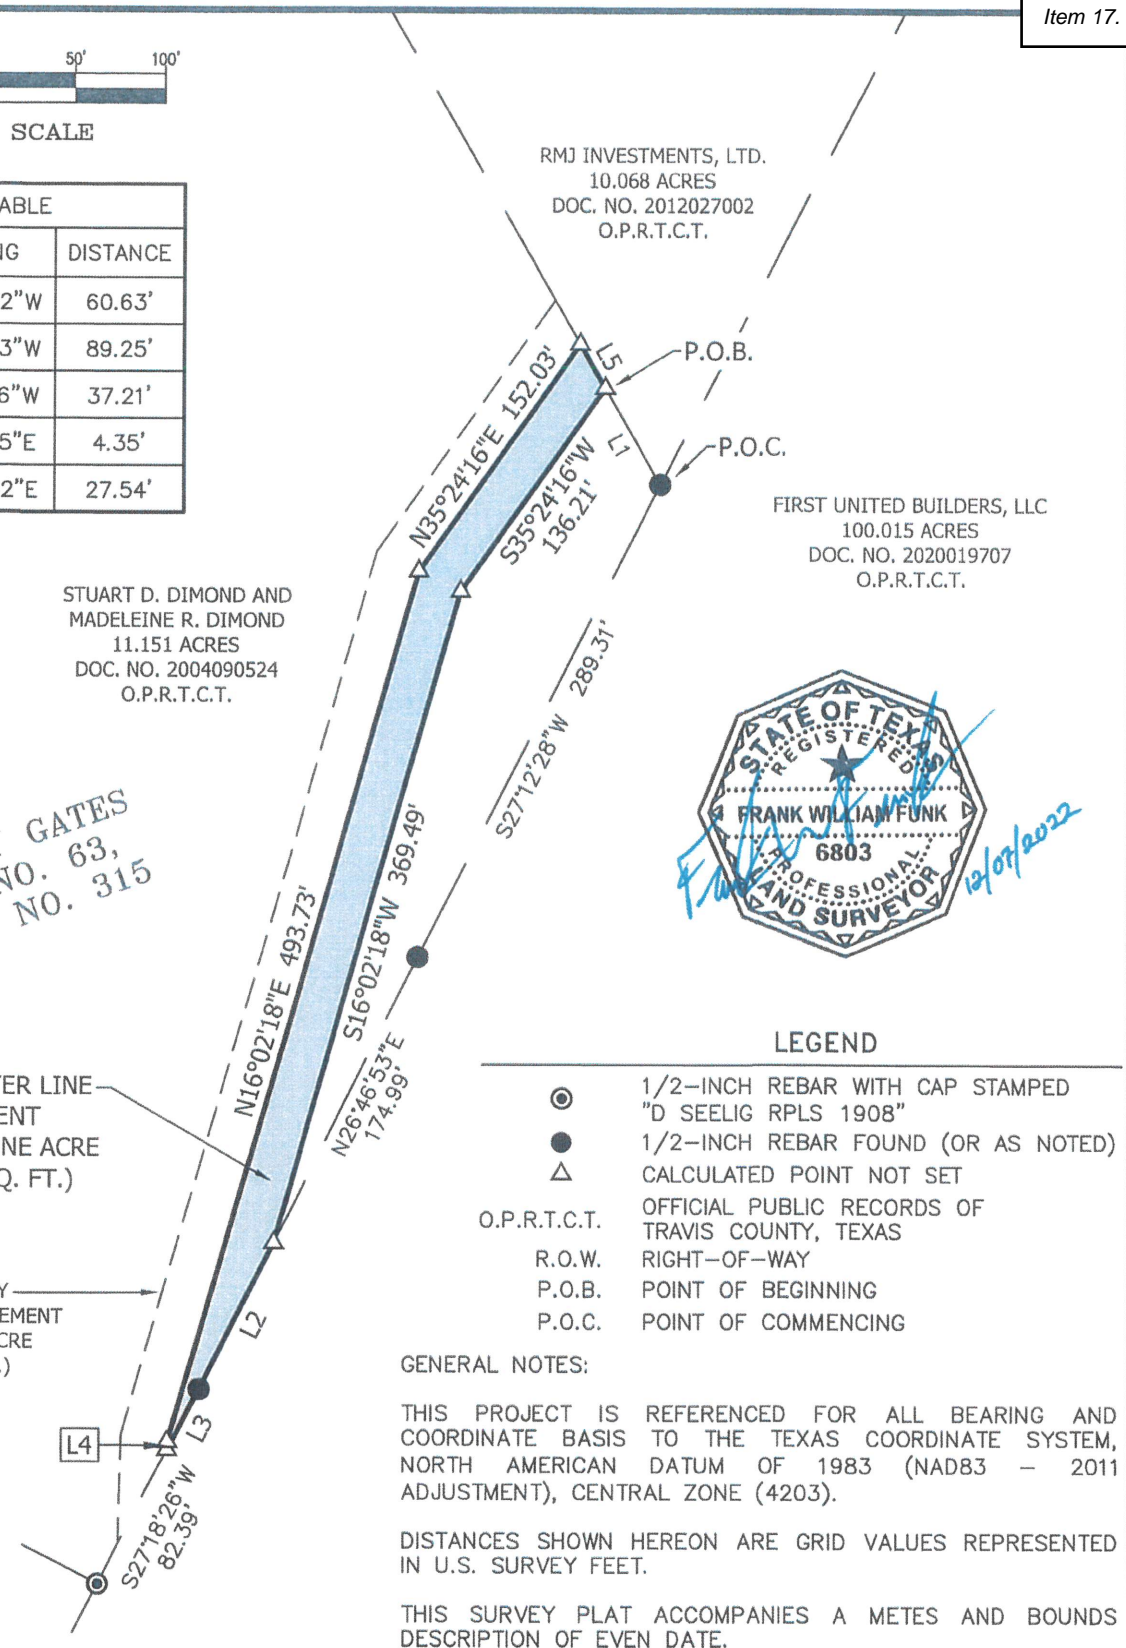 Item 17.
50'
100'
SCALE
ABLE
NG
DISTANCE
2"W
60.63'
3"W
89.25'
6"W
37.21'
5"E
4.35'
2"E
27.54'
RMJ INVESTMENTS, LTD.
10.068 ACRES
DOC. NO. 2012027002
O.P.R.T.C.T.
L5
P.O.B.
L1
P.O.C.
N35°24'16"E 152.03'
S35°24'16"W
136.21'
FIRST UNITED BUILDERS, LLC
100.015 ACRES
DOC. NO. 2020019707
O.P.R.T.C.T.
STUART D. DIMOND AND
MADELEINE R. DIMOND
11.151 ACRES
DOC. NO. 2004090524
O.P.R.T.C.T.
S27°12'28"W 289.31'
STATE OF TEXAS
REGISTERED
FRANK WILLIAM FUNK
6803
PROFESSIONAL
LAND SURVEYOR
12/07/2022
GATES
NO. 63,
NO. 315
N16°02'18"E 493.73'
S16°02'18"W 369.49'
N26°46'53"E
174.99'
TER LINE
ENT
NE ACRE
Q. FT.)
Y
EMENT
CRE
.)
L2
L3
L4
S27°18'26"W
82.39'
LEGEND
1/2-INCH REBAR WITH CAP STAMPED
"D SEELIG RPLS 1908"
1/2-INCH REBAR FOUND (OR AS NOTED)
CALCULATED POINT NOT SET
O.P.R.T.C.T. OFFICIAL PUBLIC RECORDS OF
TRAVIS COUNTY, TEXAS
R.O.W. RIGHT-OF-WAY
P.O.B. POINT OF BEGINNING
P.O.C. POINT OF COMMENCING
GENERAL NOTES:
THIS PROJECT IS REFERENCED FOR ALL BEARING AND
COORDINATE BASIS TO THE TEXAS COORDINATE SYSTEM,
NORTH AMERICAN DATUM OF 1983 (NAD83 - 2011
ADJUSTMENT), CENTRAL ZONE (4203).
DISTANCES SHOWN HEREON ARE GRID VALUES REPRESENTED
IN U.S. SURVEY FEET.
THIS SURVEY PLAT ACCOMPANIES A METES AND BOUNDS
DESCRIPTION OF EVEN DATE.